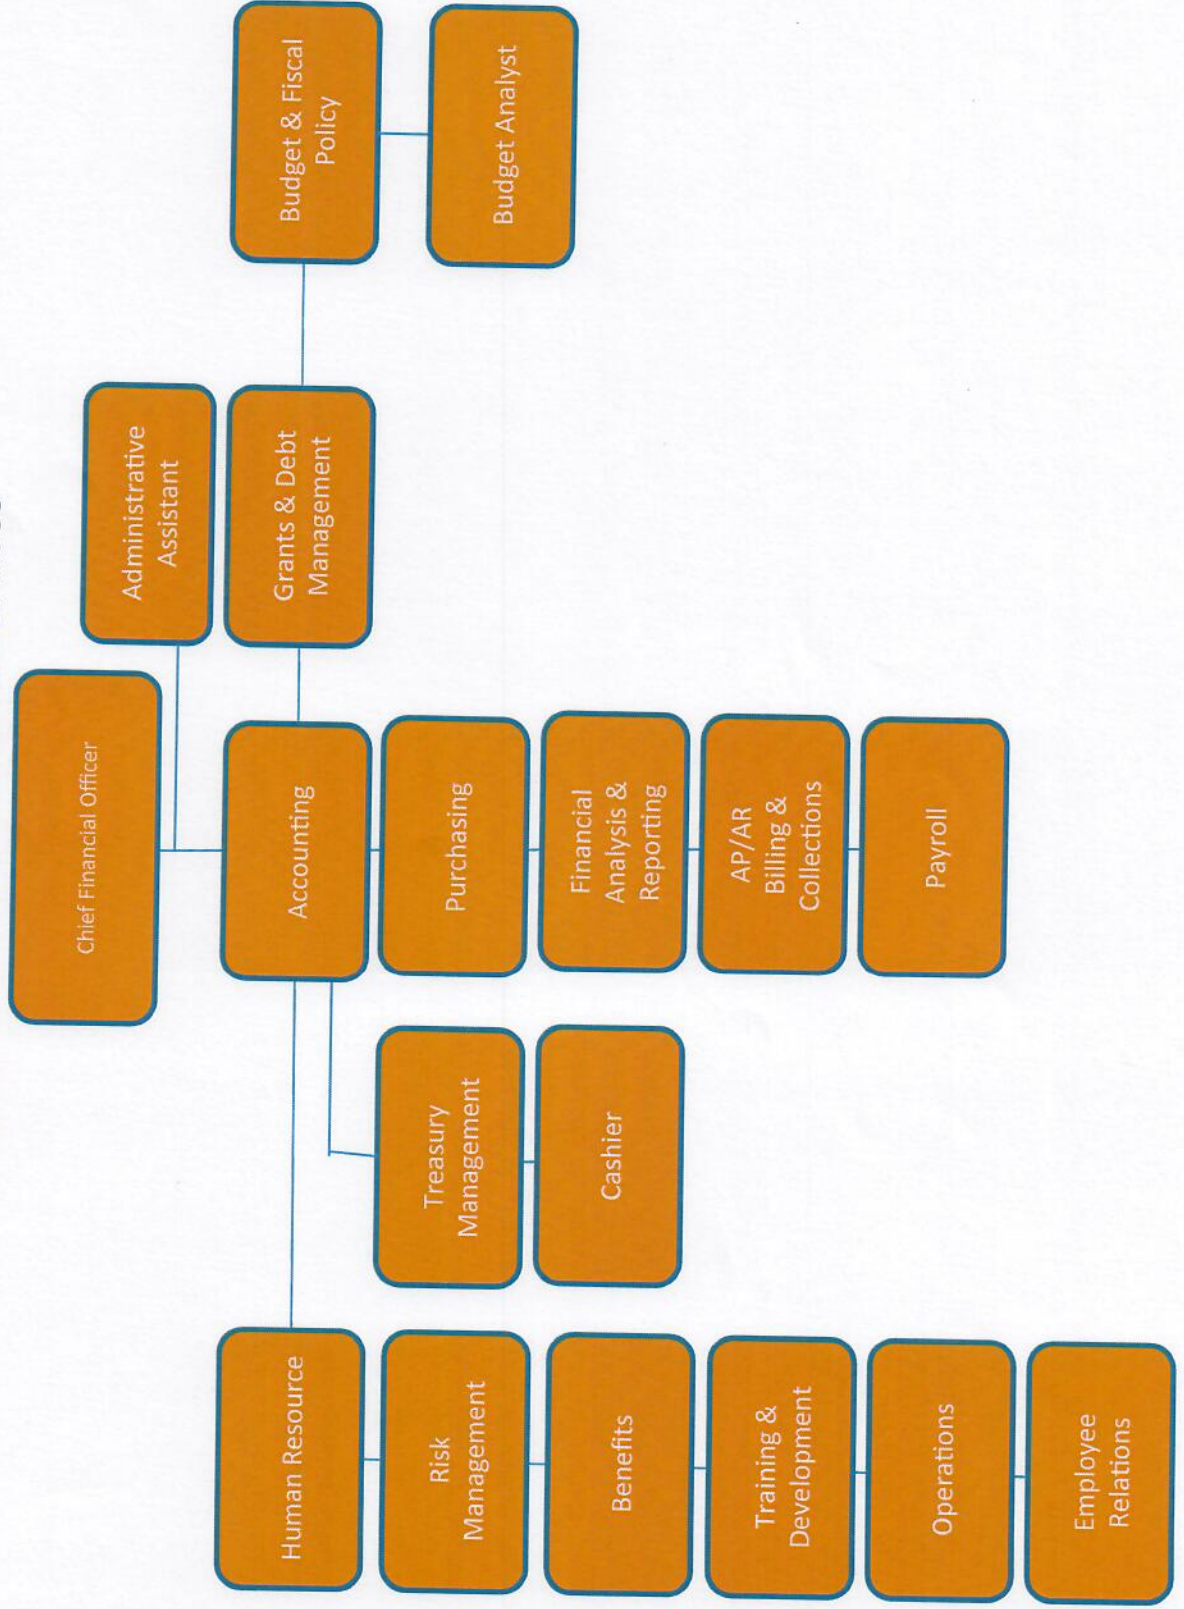 Chief Financial Officer
Administrative
Assistant
Human Resource
Accounting
Grants & Debt
Management
Budget & Fiscal
Policy
Risk
Management
Treasury
Management
Purchasing
Budget Analyst
Benefits
Cashier
Financial
Analysis &
Reporting
Training &
Development
AP/AR
Billing &
Collections
Operations
Payroll
Employee
Relations